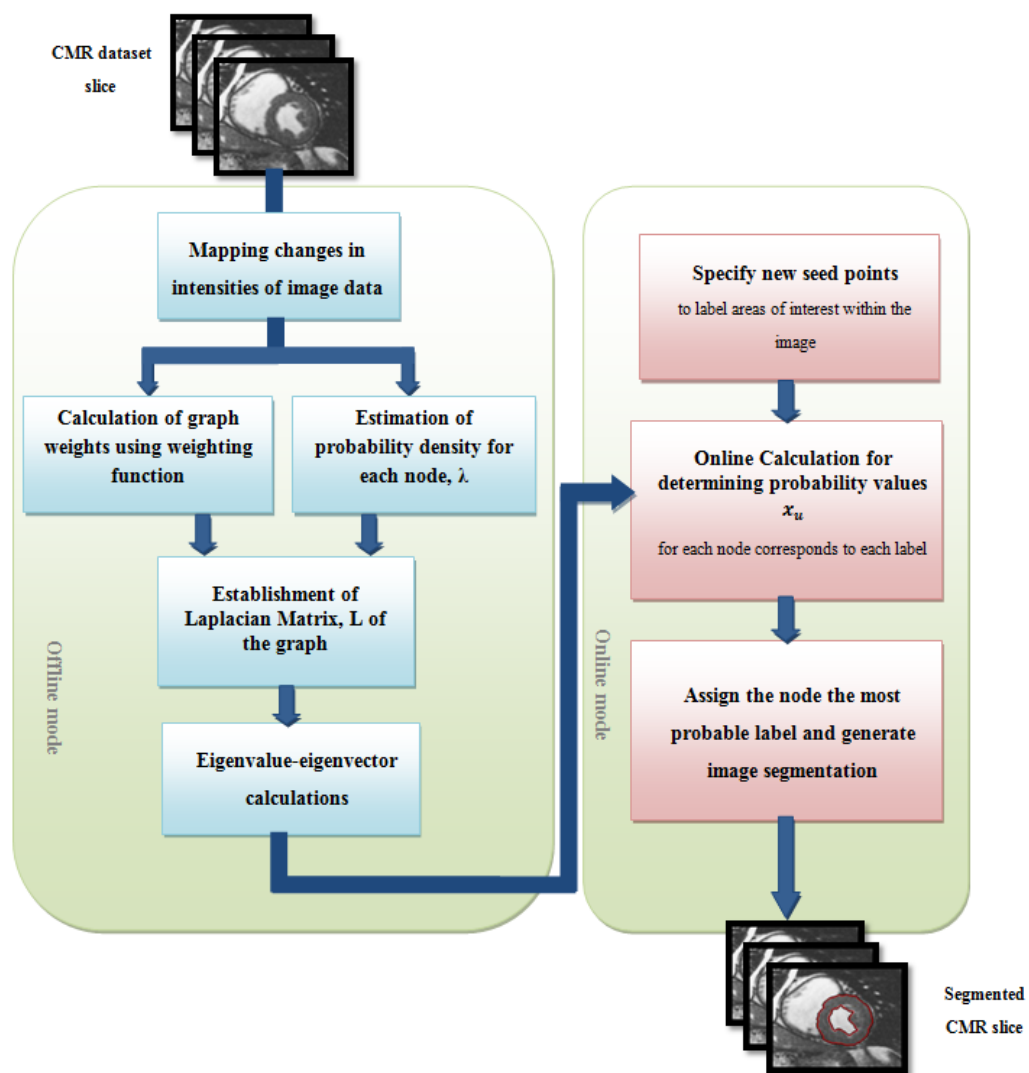 CMR dataset
slice
Mapping changes in
intensities of image data
Calculation of graph
weights using weighting
function
Estimation of
probability density for
each node, λ
Establishment of
Laplacian Matrix, L of
the graph
Eigenvalue-eigenvector
calculations
Offline mode
Specify new seed points
to label areas of interest within the
image
Online Calculation for
determining probability values
xᵤ
for each node corresponds to each label
Assign the node the most
probable label and generate
image segmentation
Online mode
Segmented
CMR slice